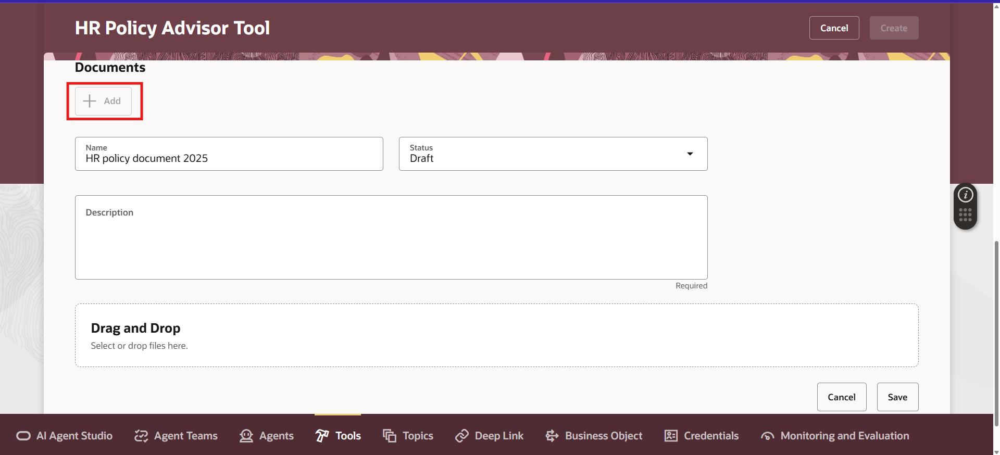 HR Policy Advisor Tool
Cancel
Create
Documents
Add
Name
HR policy document 2025
Status
Draft
Description
Required
Drag and Drop
Select or drop files here.
Cancel
Save
AI Agent Studio
Agent Teams
Agents
Tools
Topics
Deep Link
Business Object
Credentials
Monitoring and Evaluation